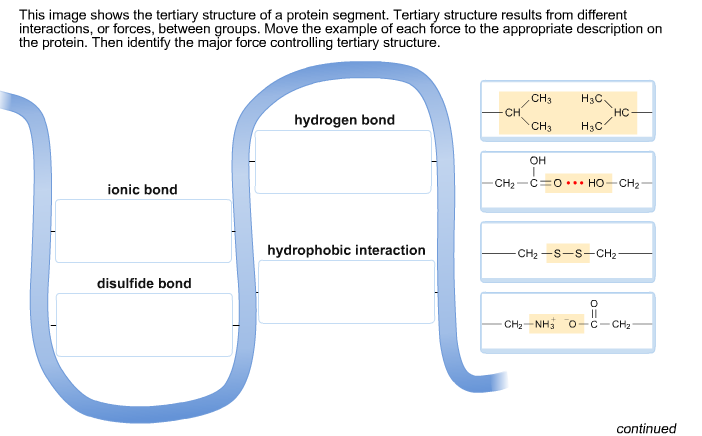 This image shows the tertiary structure of a protein segment. Tertiary structure results from different
interactions, or forces, between groups. Move the example of each force to the appropriate description on
the protein. Then identify the major force controlling tertiary structure.
hydrogen bond
ionic bond
hydrophobic interaction
disulfide bond
CH₃ H₃C
CH HC
CH₃ H₃C
OH
CH₂—C=O ••• HO—CH₂
CH₂—S—S—CH₂
O
CH₂—NH₃⁺ ⁻O—C—CH₂
continued